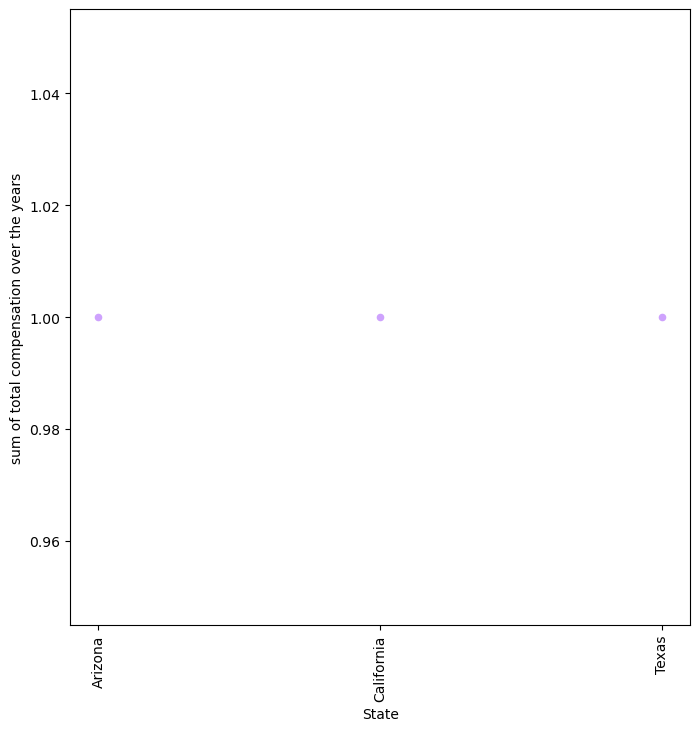 sum of total compensation over the years
1.04
1.02
1.00
0.98
0.96
Arizona
California
Texas
State